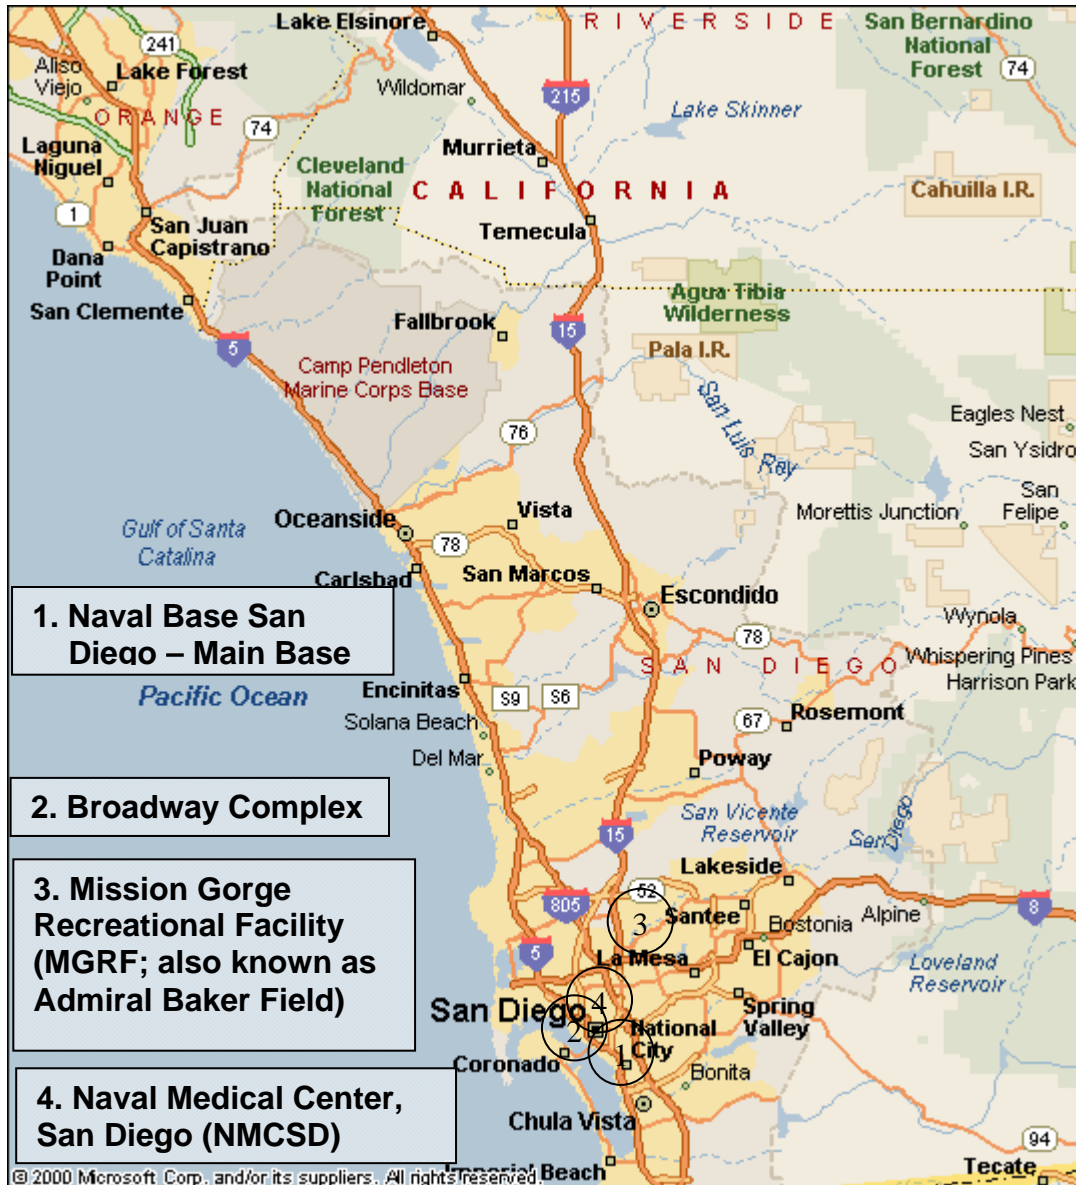 Lake Elsinore
RIVERSIDE
San Bernardino
National
Forest
74
241
Aliso
Viejo
Lake Forest
ORANGE
Wildomar
215
Lake Skinner
74
Laguna
Niguel
Murrieta
Cleveland
National
Forest
CALIFORNIA
Cahuilla I.R.
1
San Juan
Capistrano
Temecula
Dana
Point
San Clemente
Agua Tibia
Wilderness
Fallbrook
15
5
Pala I.R.
Camp Pendleton
Marine Corps Base
San Luis Rey
Eagles Nest
76
San Ysidro
San
Felipe
Morettis Junction
Gulf of Santa
Catalina
Oceanside
Vista
78
Carlsbad
San Marcos
Escondido
1. Naval Base San
Diego – Main Base
Wynola
78
SAN DIEGO
Whispering Pines
Harrison Park
Pacific Ocean
Encinitas
S9
S6
Solana Beach
67
Rosemont
Del Mar
Poway
2. Broadway Complex
San Vicente
Reservoir
San Diego
15
3. Mission Gorge
Recreational Facility
(MGRF; also known as
Admiral Baker Field)
Lakeside
52
805
3
Santee
Alpine
8
Bostonia
5
La Mesa
El Cajon
Loveland
Reservoir
4
San Diego
2
Spring
Valley
National
City
1
Coronado
Bonita
4. Naval Medical Center,
San Diego (NMCSD)
Chula Vista
94
Imperial Beach
Tecate
© 2000 Microsoft Corp. and/or its suppliers. All rights reserved.